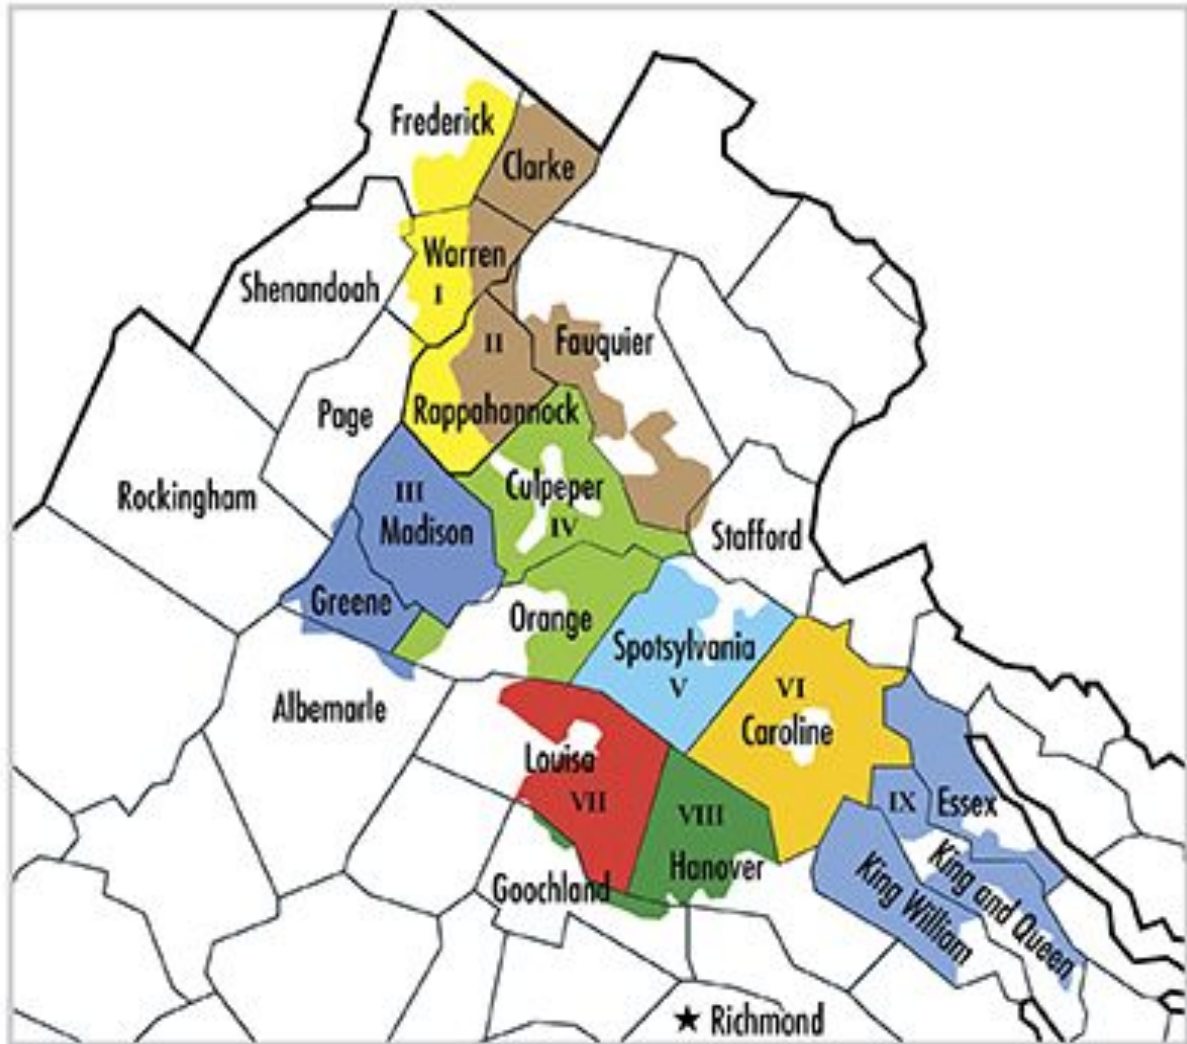 Frederick
Clarke
Warren
I
Shenandoah
II
Fauquier
Page
Rappahannock
Rockingham
III
Madison
Culpeper
IV
Stafford
Greene
Orange
Spotsylvania
V
Albemarle
VI
Caroline
Louisa
VII
VIII
Hanover
IX
Essex
Goochland
King William
King and Queen
Richmond